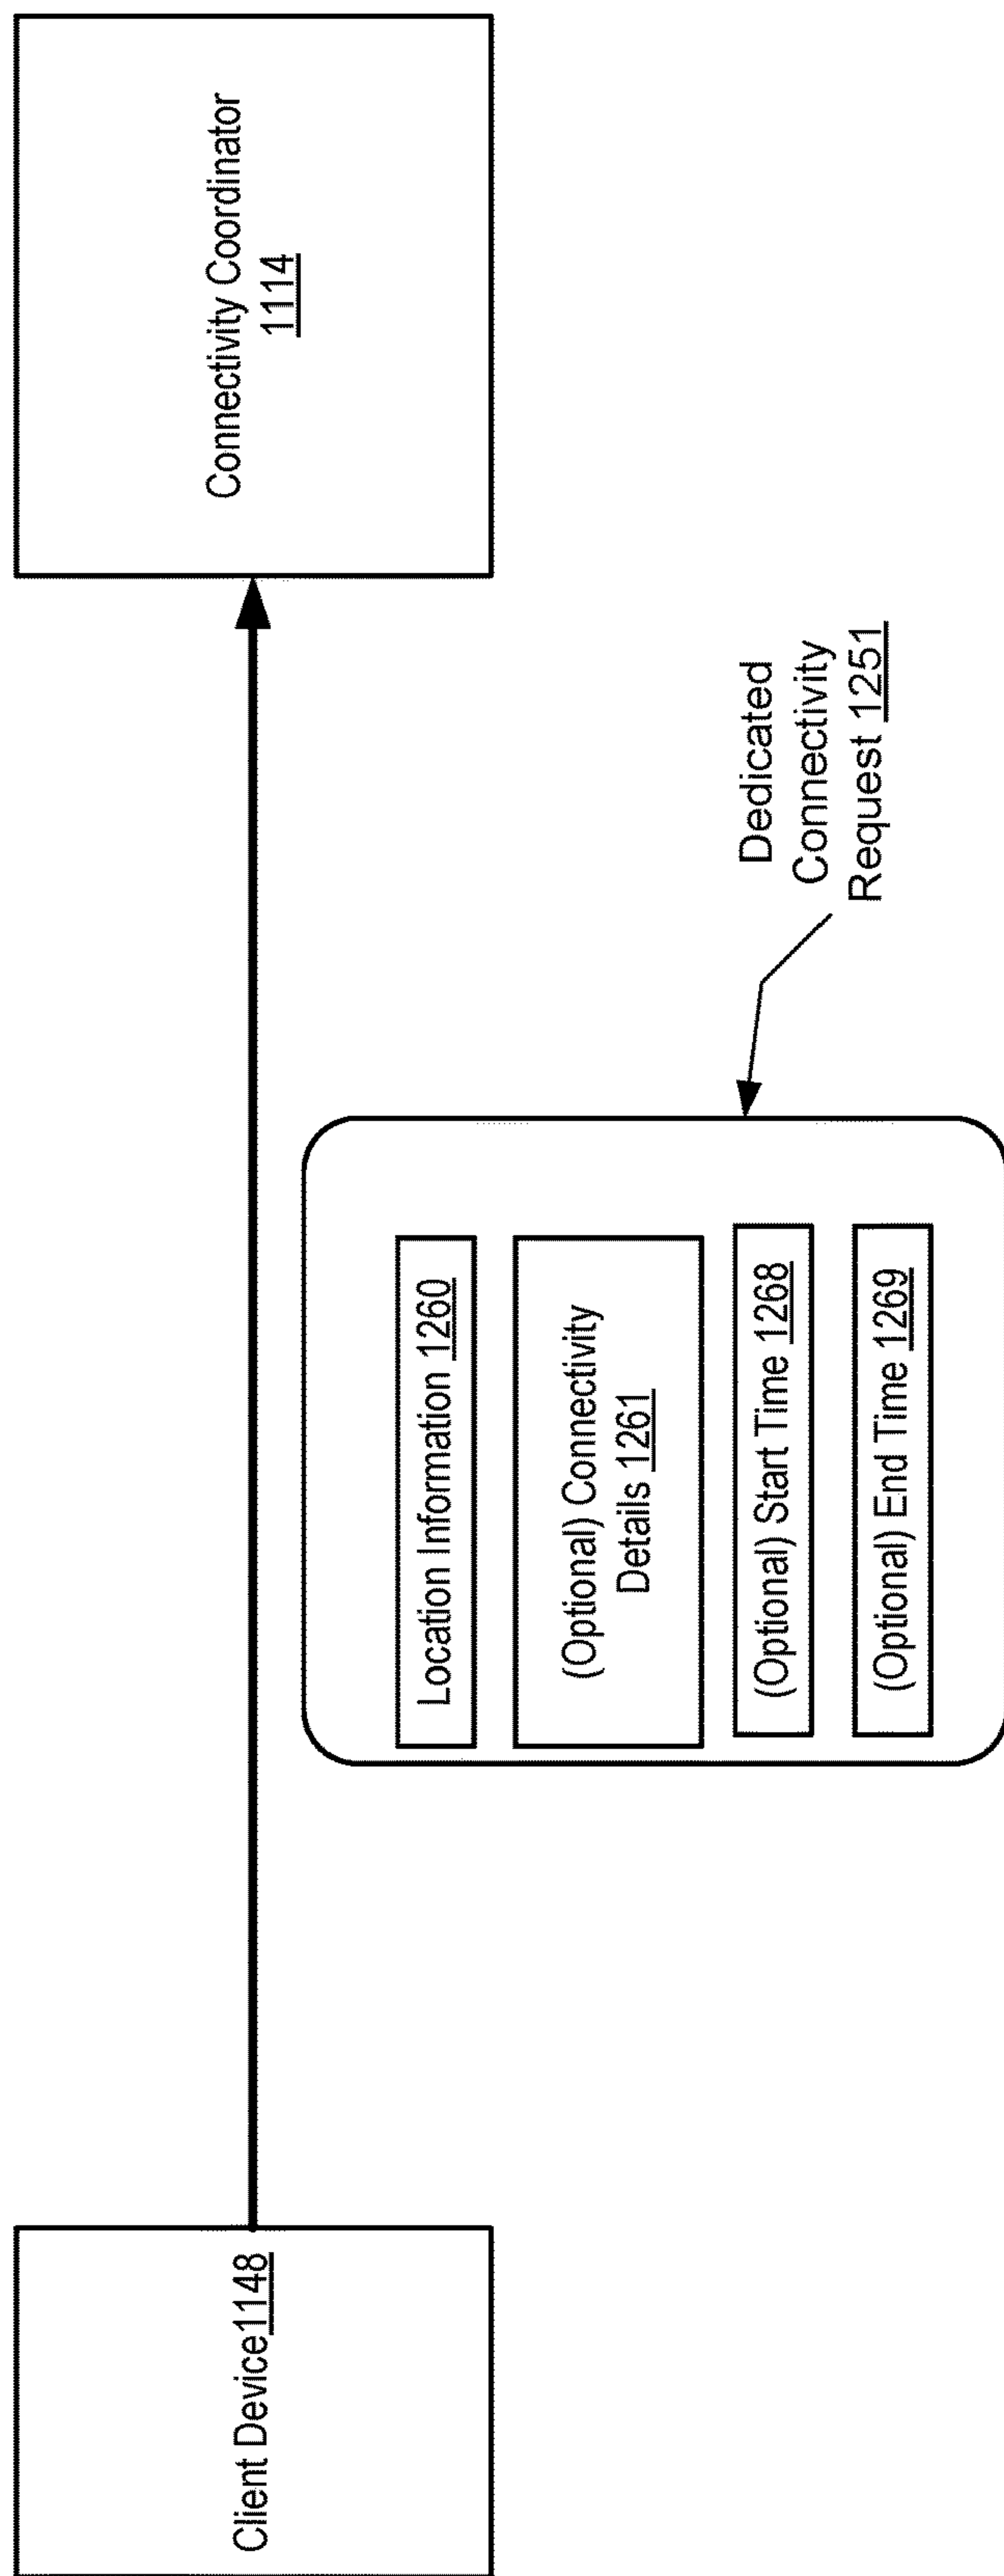 Client Device1148
Connectivity Coordinator
1114
Location Information 1260
(Optional) Connectivity
Details 1261
(Optional) Start Time 1268
(Optional) End Time 1269
Dedicated
Connectivity
Request 1251